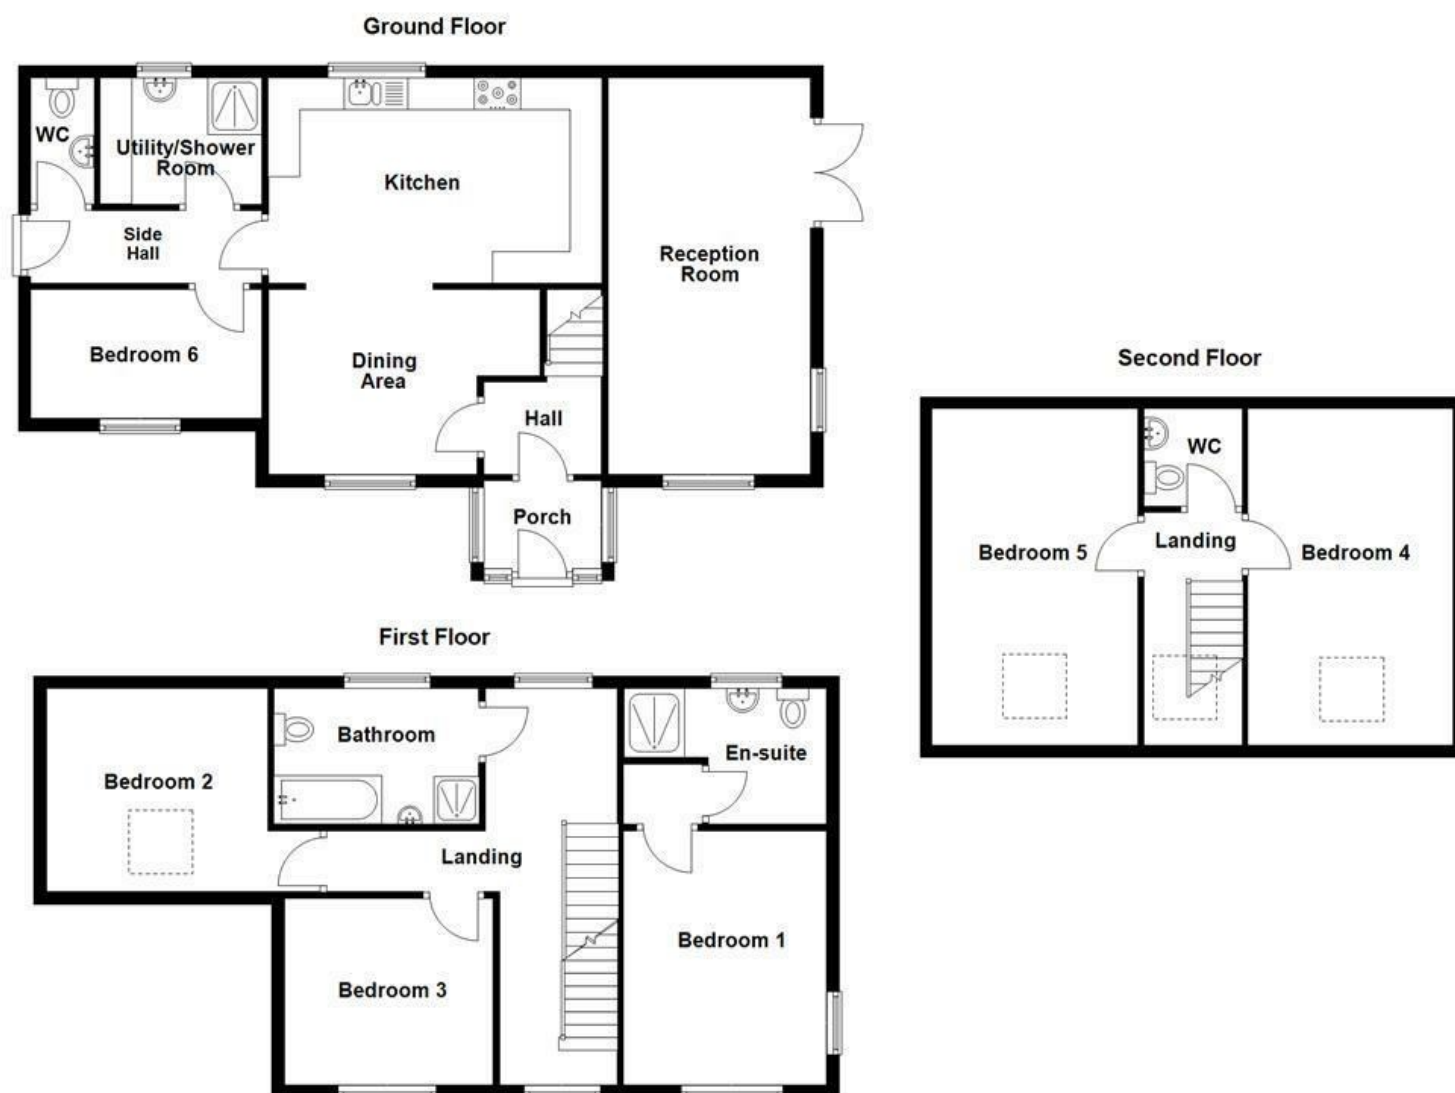 Ground Floor
WC
Utility/Shower
Room
Kitchen
Side
Hall
Reception
Room
Bedroom 6
Dining
Area
Hall
Porch
Second Floor
WC
Bedroom 5
Landing
Bedroom 4
First Floor
Bathroom
En-suite
Bedroom 2
Landing
Bedroom 1
Bedroom 3